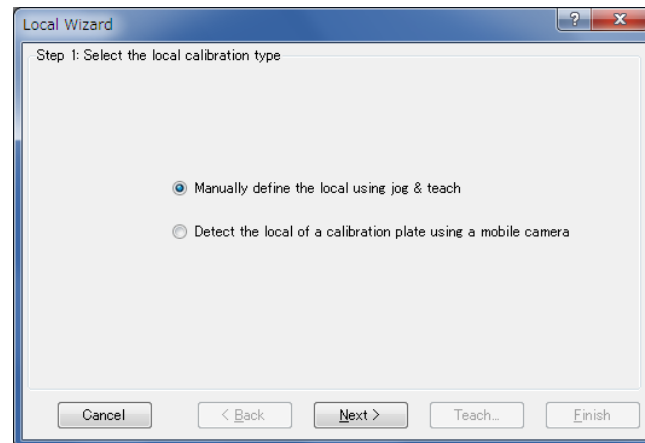 Local Wizard
? X
Step 1: Select the local calibration type
Manually define the local using jog & teach
Detect the local of a calibration plate using a mobile camera
Cancel
< Back
Next >
Teach...
Finish